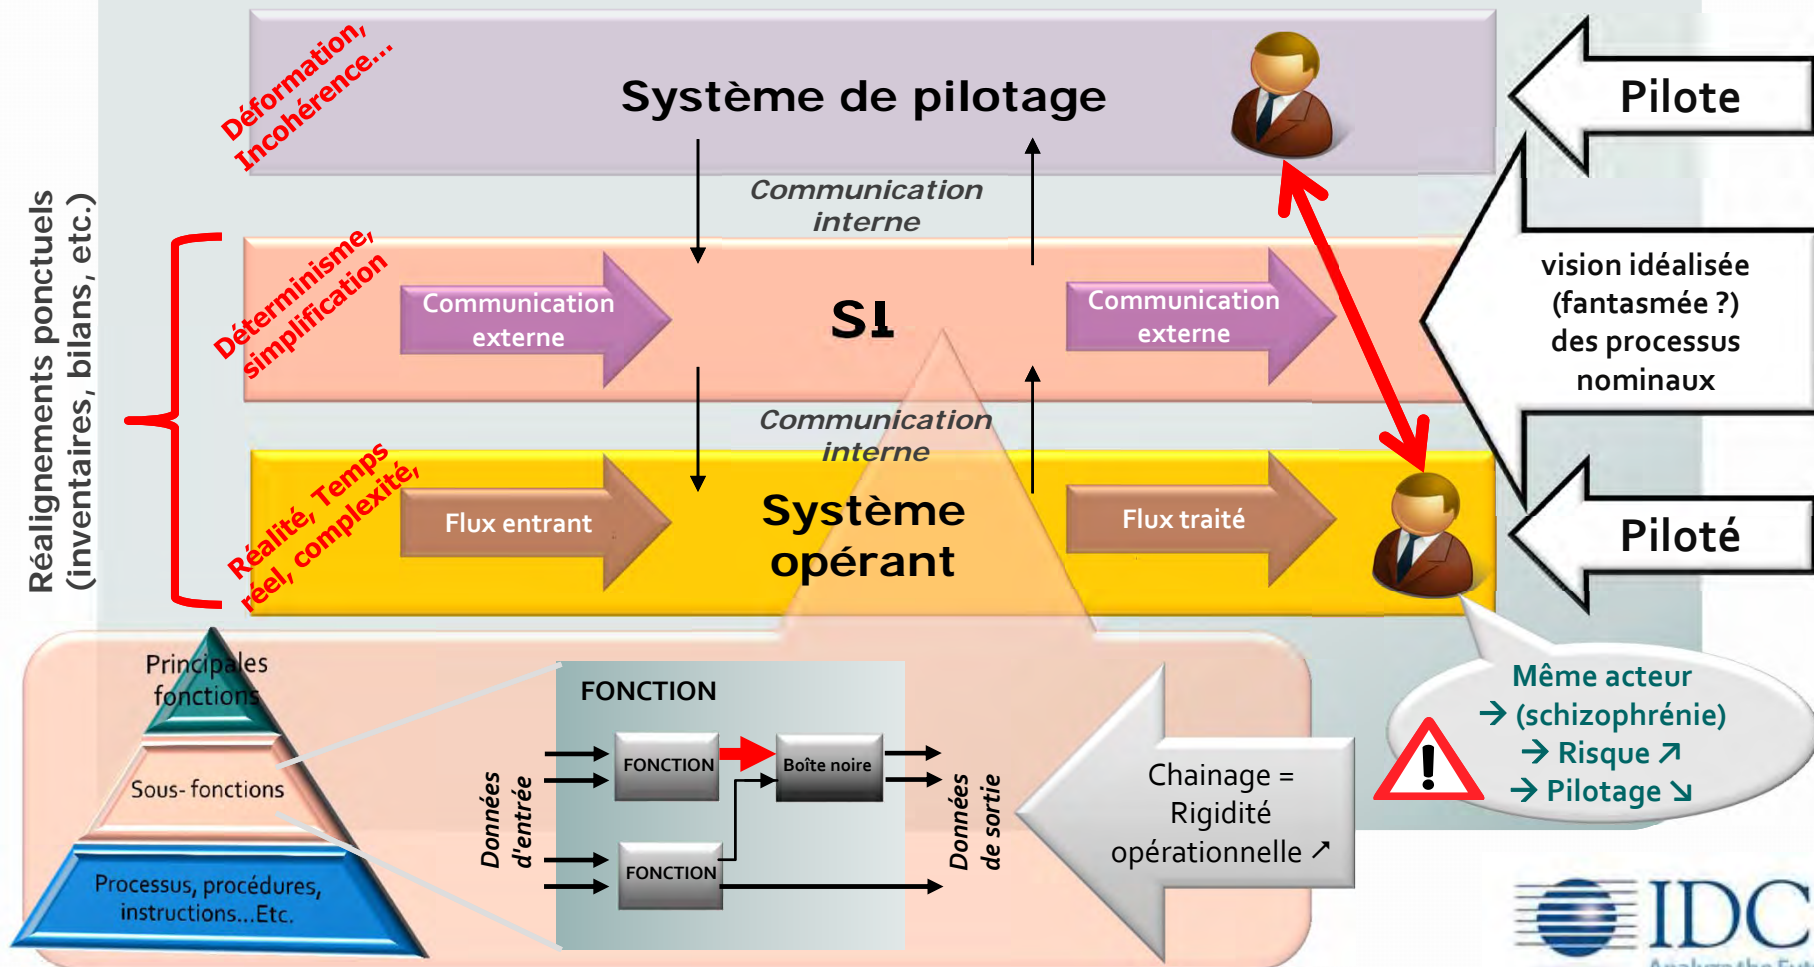 Déformation,
Incohérence...
Système de pilotage
Pilote
Communication
interne
Réalignements ponctuels
(inventaires, bilans, etc.)
Déterminisme,
simplification
Communication
externe
SI
Communication
externe
vision idéalisée
(fantasmée ?)
des processus
nominaux
Communication
interne
Réalité, Temps
réel, complexité,
Flux entrant
Système
opérant
Flux traité
Piloté
Principales
fonctions
Sous- fonctions
Processus, procédures,
instructions...Etc.
FONCTION
Données
d'entrée
FONCTION
Boîte noire
FONCTION
Données
de sortie
Chainage =
Rigidité
opérationnelle ↗
Même acteur
→ (schizophrénie)
→ Risque ↗
→ Pilotage ↘
!
IDC